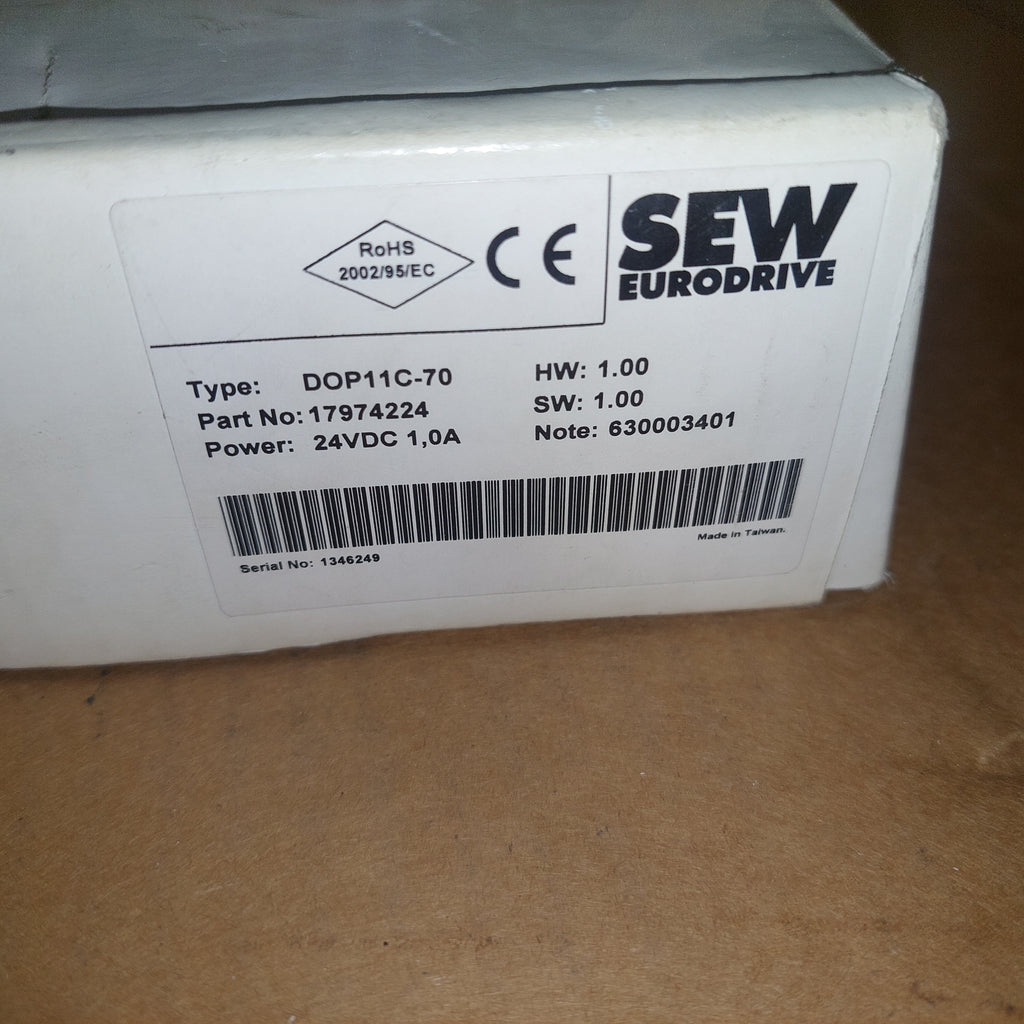 RoHS
2002/95/EC
CE
SEW
EURODRIVE
Type: DOP11C-70
HW: 1.00
Part No: 17974224
SW: 1.00
Power: 24VDC 1,0A
Note: 630003401
Serial No: 1346249
Made in Taiwan.